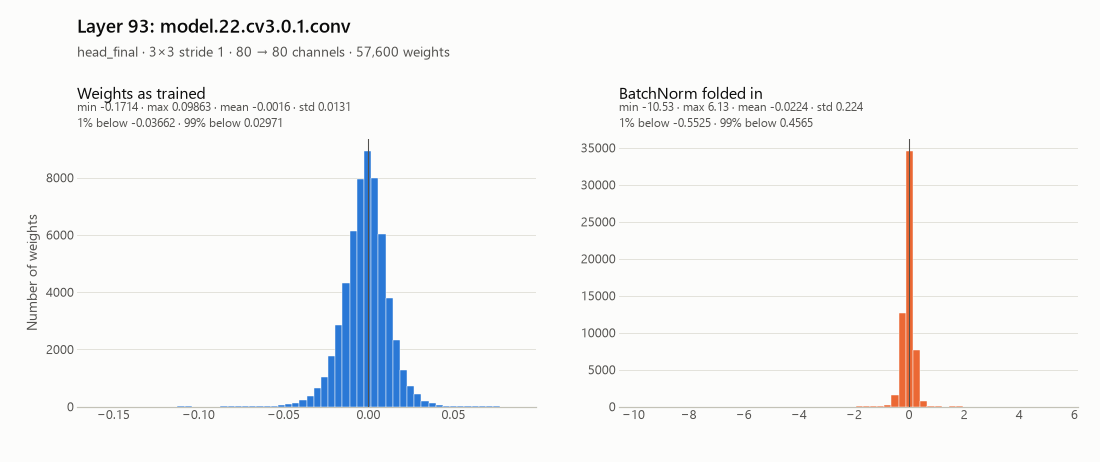 Layer 93: model.22.cv3.0.1.conv
head_final · 3×3 stride 1 · 80 → 80 channels · 57,600 weights
Weights as trained
min -0.1714 · max 0.09863 · mean -0.0016 · std 0.0131
1% below -0.03662 · 99% below 0.02971
BatchNorm folded in
min -10.53 · max 6.13 · mean -0.0224 · std 0.224
1% below -0.5525 · 99% below 0.4565
Number of weights
8000
6000
4000
2000
0
−0.15 −0.10 −0.05 0.00 0.05
35000
30000
25000
20000
15000
10000
5000
0
−10 −8 −6 −4 −2 0 2 4 6